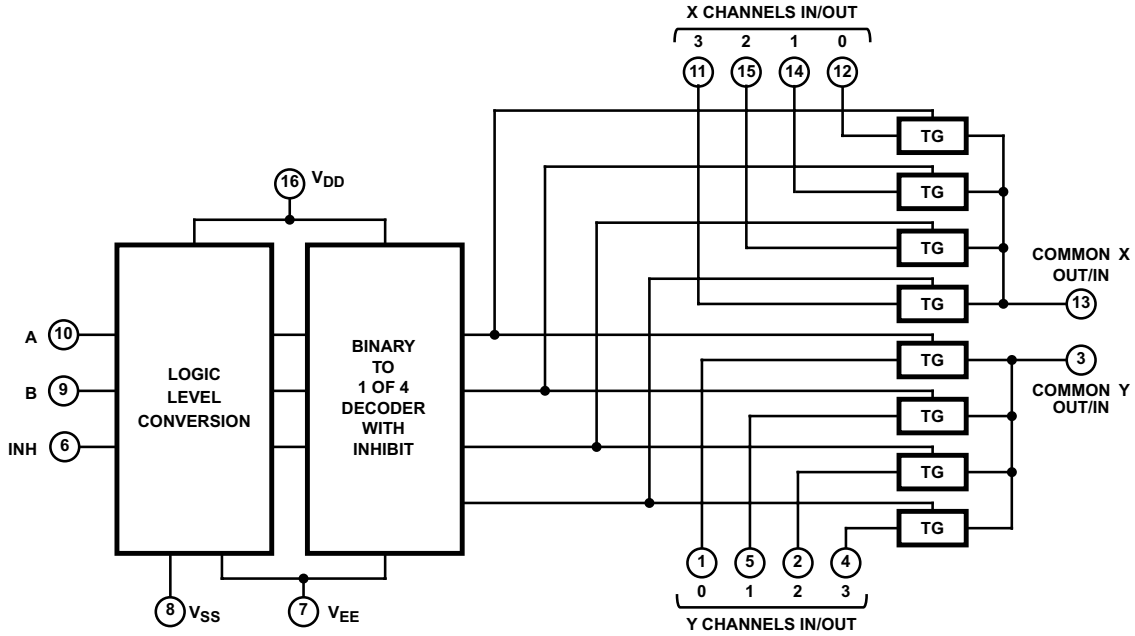 X CHANNELS IN/OUT
3 2 1 0
11 15 14 12
TG
16 VDD
TG
TG
COMMON X
OUT/IN
TG
13
A 10
BINARY
TO
1 OF 4
DECODER
WITH
INHIBIT
LOGIC
LEVEL
CONVERSION
TG
3
COMMON Y
OUT/IN
B 9
TG
INH 6
TG
TG
1 5 2 4
0 1 2 3
8 VSS
7 VEE
Y CHANNELS IN/OUT